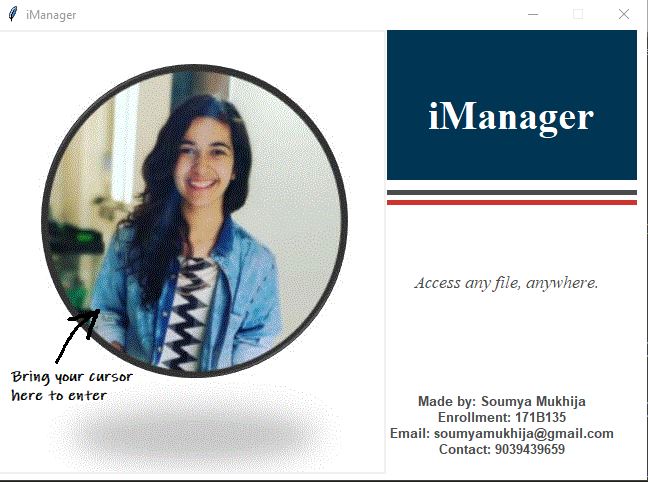 iManager
iManager
Access any file, anywhere.
Bring your cursor
here to enter
Made by: Soumya Mukhija
Enrollment: 171B135
Email: soumyamukhija@gmail.com
Contact: 9039439659